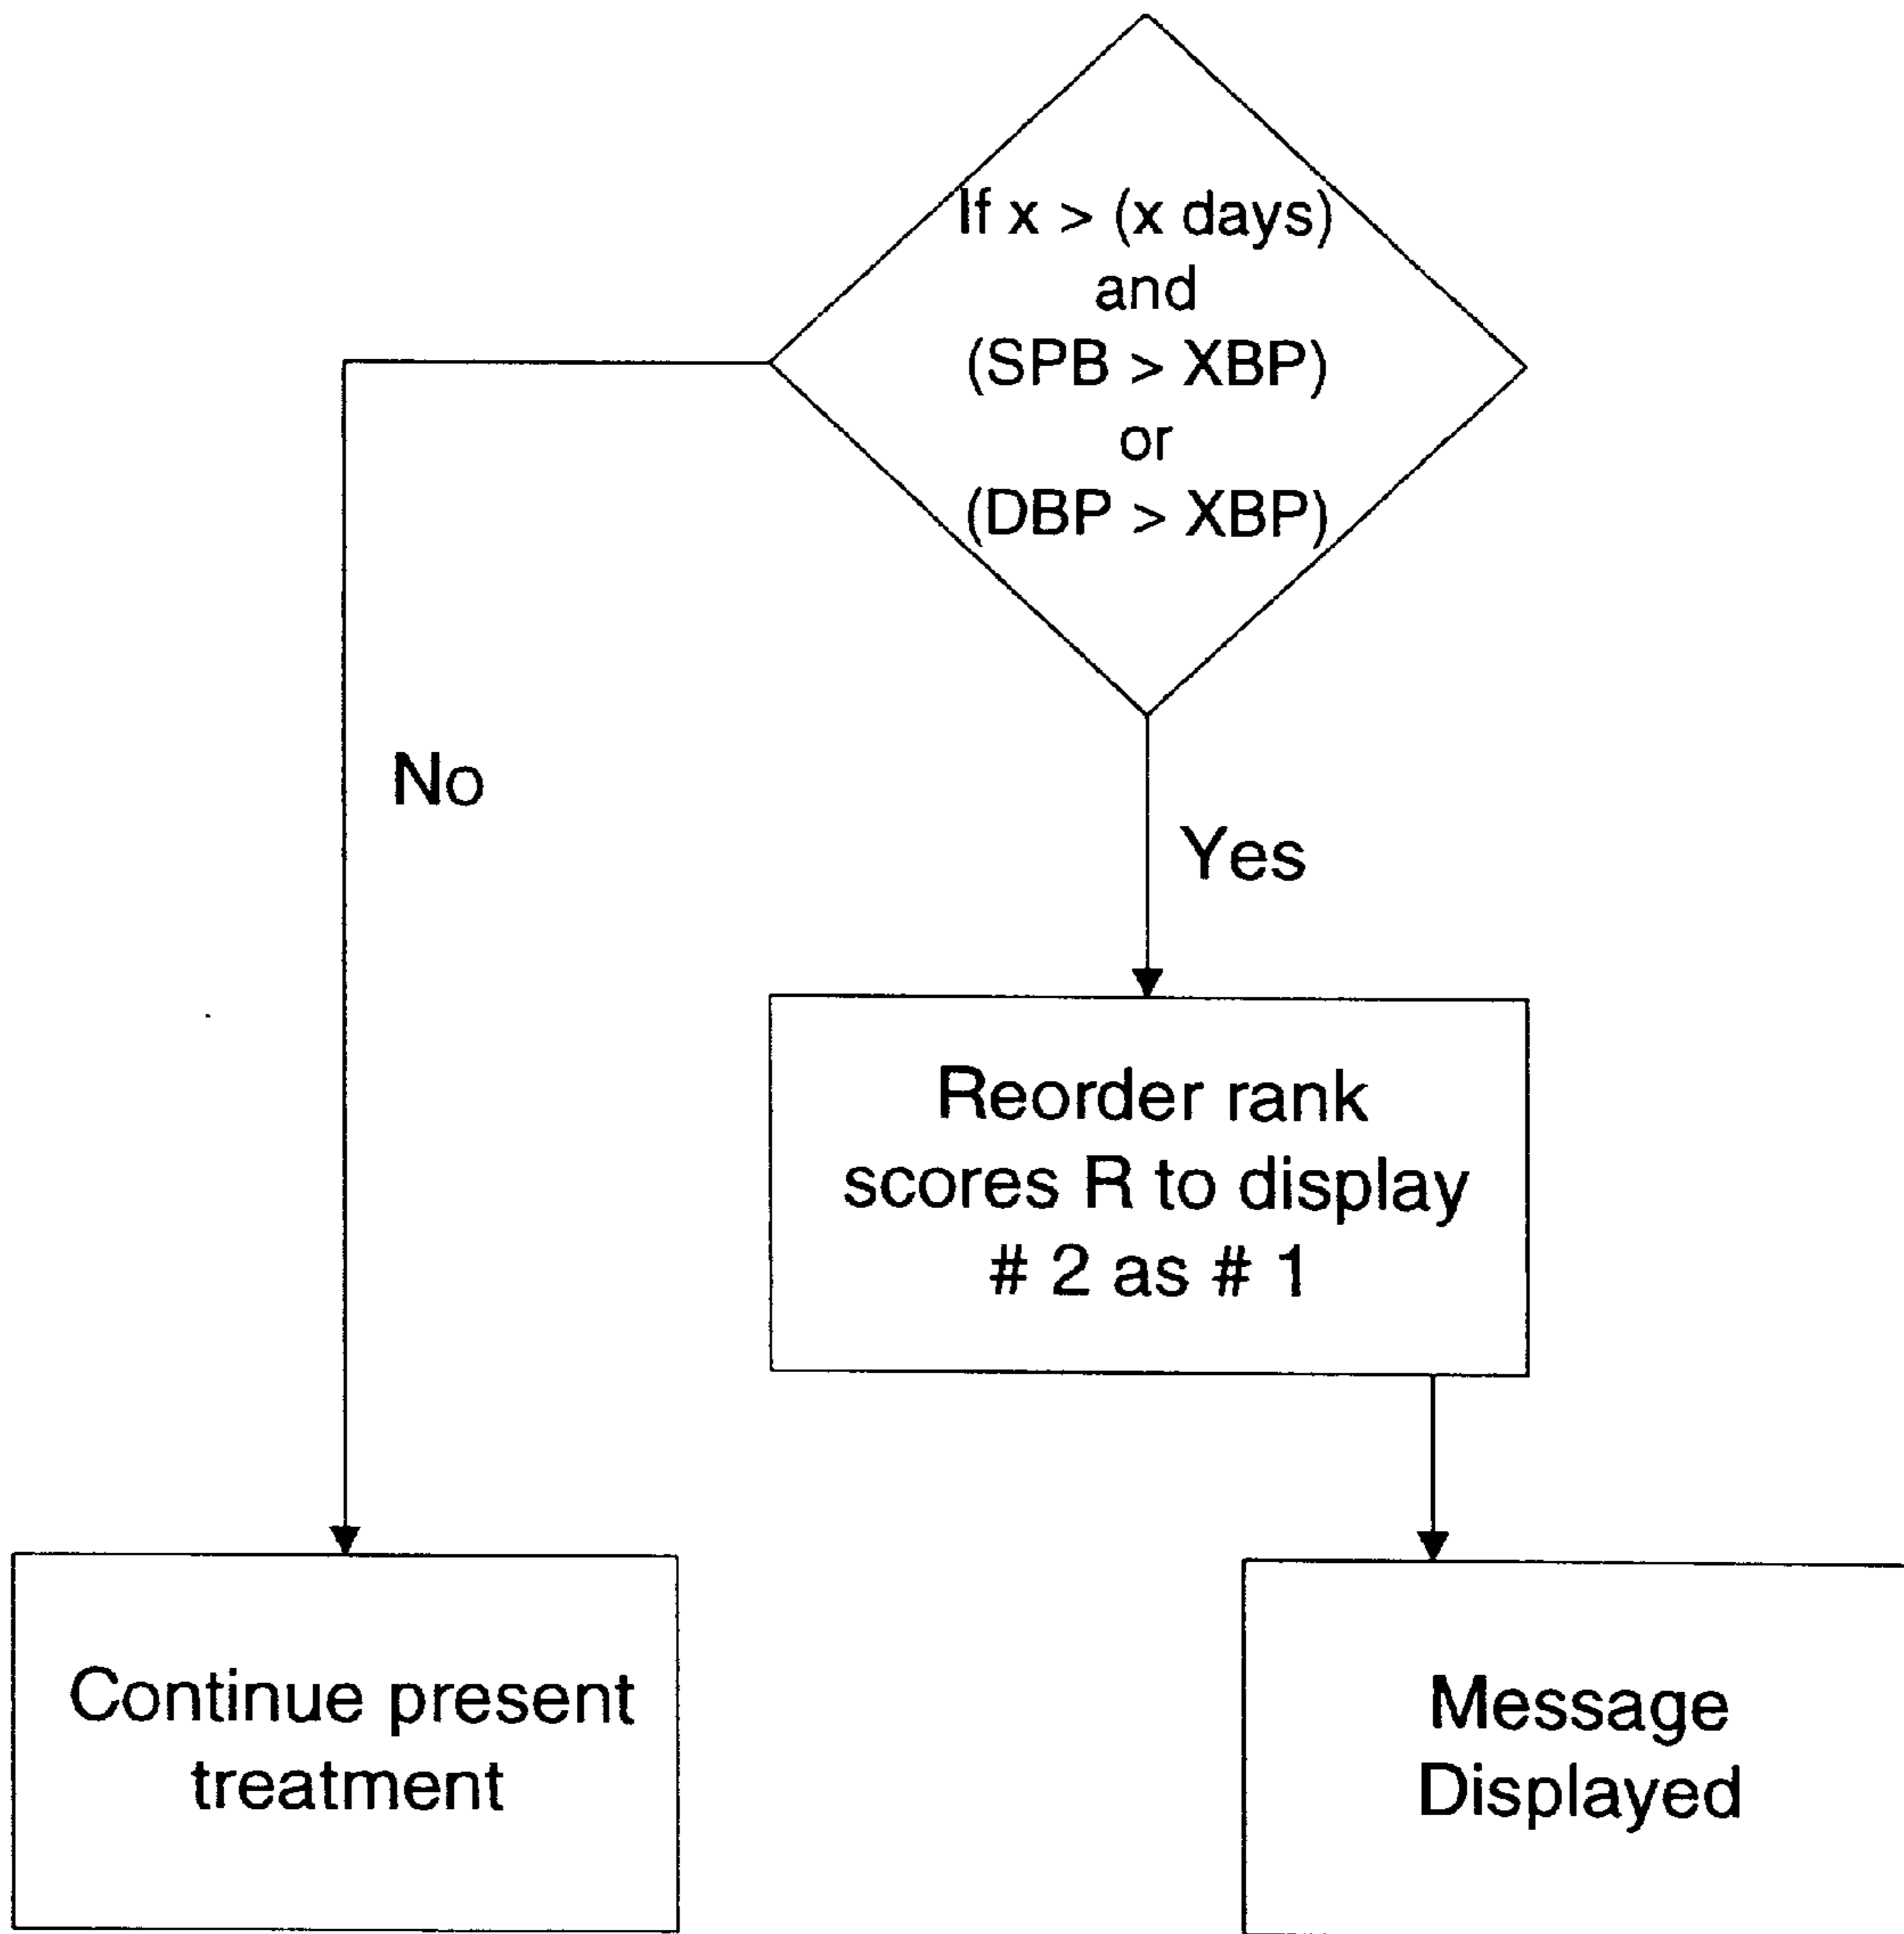 If x > (x days)
and
(SPB > XBP)
or
(DBP > XBP)
No
Yes
Reorder rank
scores R to display
# 2 as # 1
Continue present
treatment
Message
Displayed